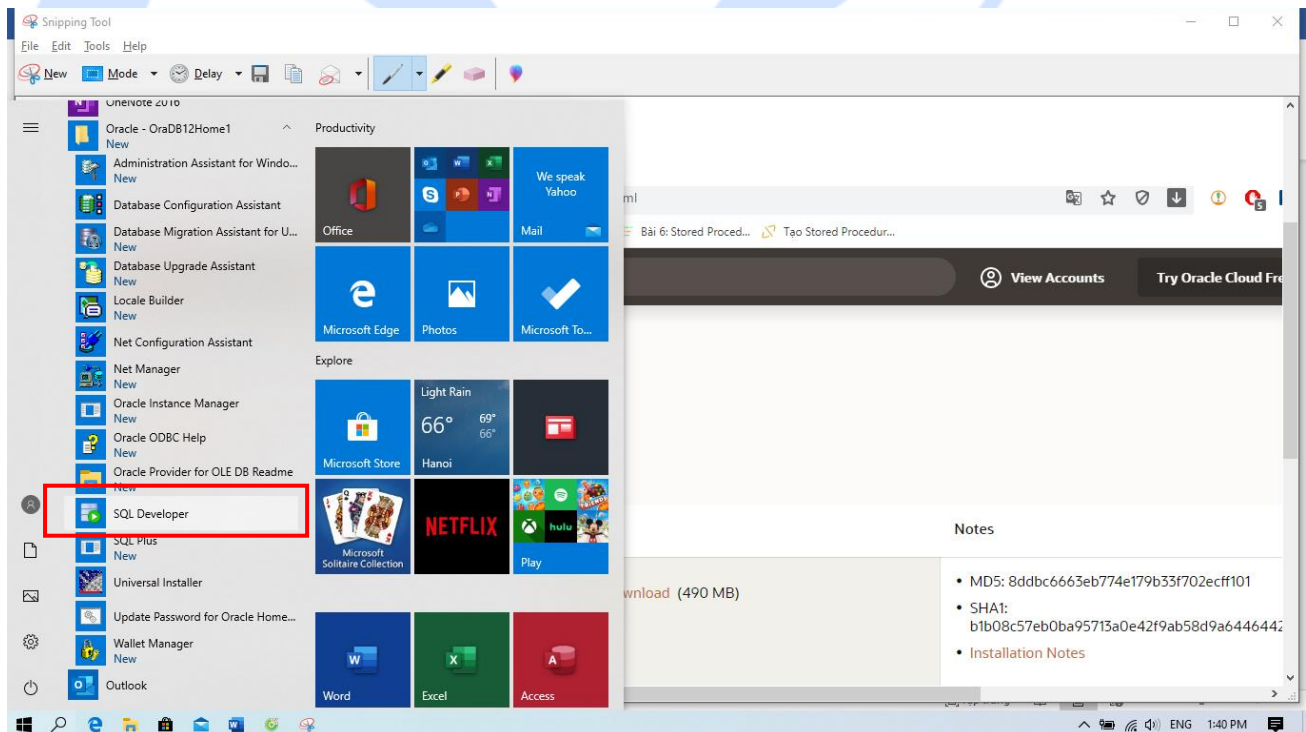 Snipping Tool
File Edit Tools Help
New Mode Delay
OneNote 2016
Oracle - OraDB12Home1
New
Administration Assistant for Windo...
New
Database Configuration Assistant
Database Migration Assistant for U...
New
Database Upgrade Assistant
New
Locale Builder
New
Net Configuration Assistant
Net Manager
New
Oracle Instance Manager
New
Oracle ODBC Help
New
Oracle Provider for OLE DB Readme
New
SQL Developer
SQL Plus
New
Universal Installer
Update Password for Oracle Home...
Wallet Manager
New
Outlook
Productivity
Office
We speak
Yahoo
Mail
Microsoft Edge
Photos
Microsoft To...
Explore
Microsoft Store
Light Rain
66° 69°
66°
Hanoi
Microsoft
Solitaire Collection
NETFLIX
hulu
Play
Word
Excel
Access
ml
Bài 6: Stored Proced... Tạo Stored Procedur...
View Accounts Try Oracle Cloud Fre
Notes
wnload (490 MB)
• MD5: 8ddbc6663eb774e179b33f702ecff101
• SHA1:
b1b08c57eb0ba95713a0e42f9ab58d9a6446442
• Installation Notes
ENG 1:40 PM